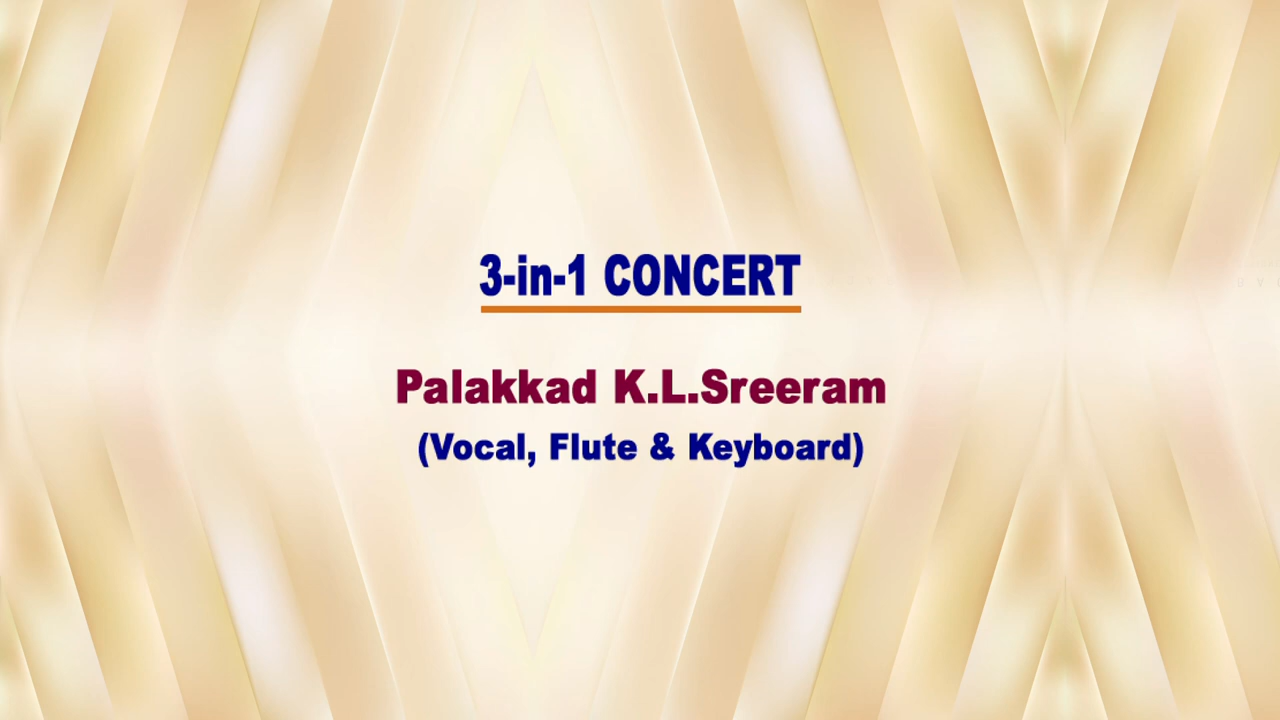 3-in-1 CONCERT
Palakkad K.L.Sreeram
(Vocal, Flute & Keyboard)